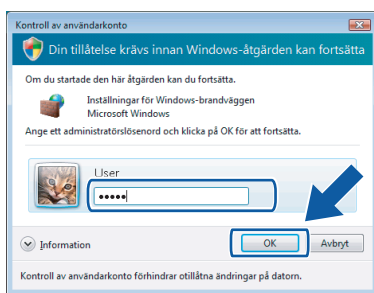 Kontroll av användarkonto
Din tillåtelse krävs innan Windows-åtgärden kan fortsätta
Om du startade den här åtgärden kan du fortsätta.
Inställningar för Windows-brandväggen
Microsoft Windows
Ange ett administratörslösenord och klicka på OK för att fortsätta.
User
•••••
Information
OK
Avbryt
Kontroll av användarkonto förhindrar otillåtna ändringar på datorn.